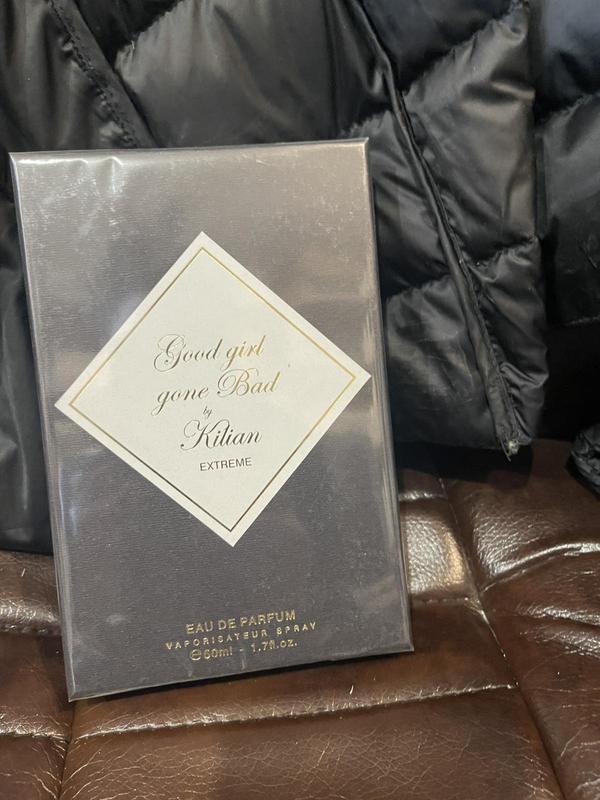 Good girl
gone Bad
by
Kilian
EXTREME
EAU DE PARFUM
VAPORISATEUR SPRAY
℮50ml - 1.7fl.oz.